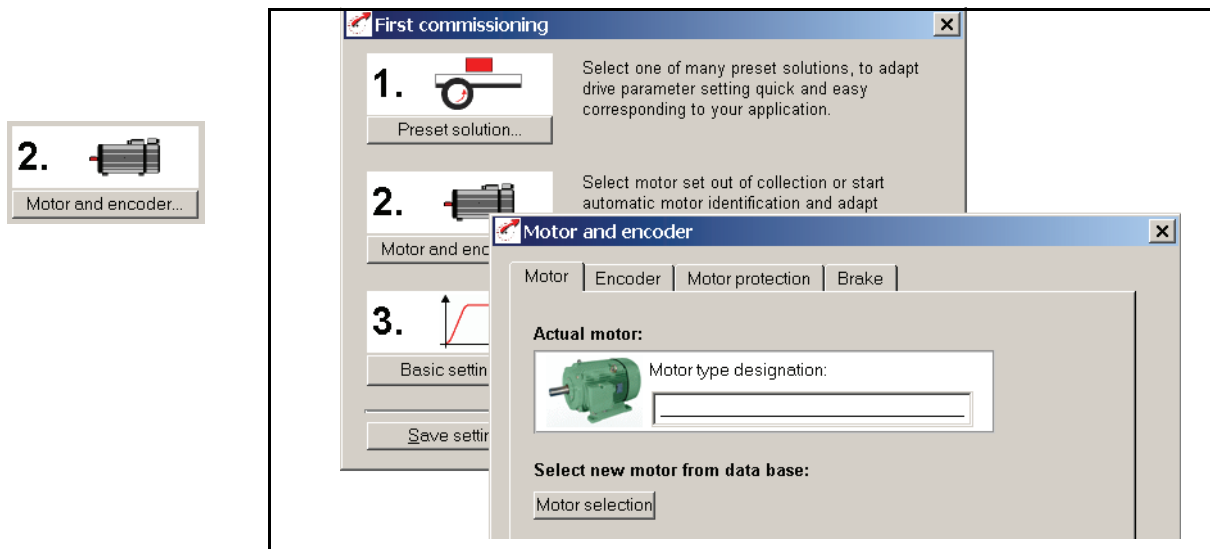 2.
Motor and encoder...
First commissioning
1.
Preset solution...
Select one of many preset solutions, to adapt
drive parameter setting quick and easy
corresponding to your application.
2.
Motor and enc
Select motor set out of collection or start
automatic motor identification and adapt
3.
Basic settin
Save settin
Motor and encoder
Motor
Encoder
Motor protection
Brake
Actual motor:
Motor type designation:
Select new motor from data base:
Motor selection